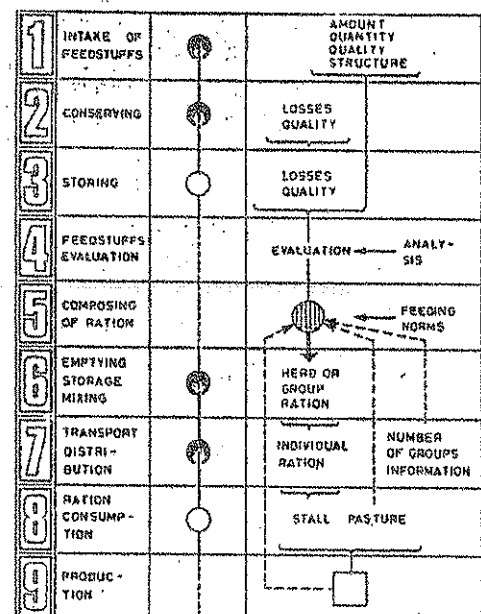 AMOUNT
QUANTITY
QUALITY
STRUCTURE
1
INTAKE OF
FEEDSTUFFS
2
CONSERVING
LOSSES
QUALITY
3
STORING
LOSSES
QUALITY
4
FEEDSTUFFS
EVALUATION
EVALUATION
ANALY-
SIS
5
COMPOSING
OF RATION
FEEDING
NORMS
6
EMPTYING
STORAGE
MIXING
HERD OR
GROUP
RATION
7
TRANSPORT
DISTRI-
BUTION
INDIVIDUAL
RATION
NUMBER
OF GROUPS
INFORMATION
8
RATION
CONSUMP-
TION
STALL PASTURE
9
PRODUC-
TION